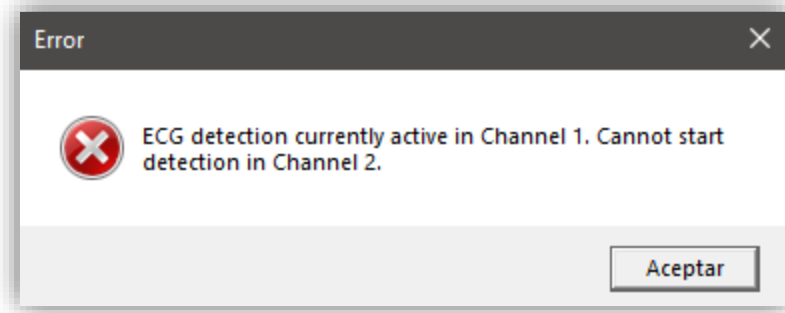 Error
ECG detection currently active in Channel 1. Cannot start
detection in Channel 2.
Aceptar